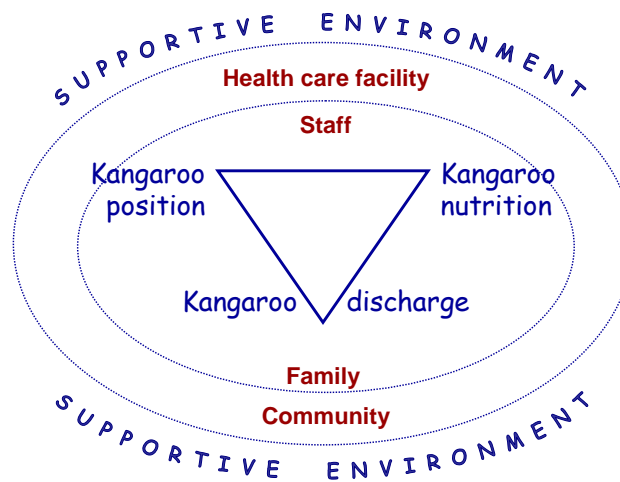 SUPPORTIVE ENVIRONMENT
Health care facility
Staff
Kangaroo position
Kangaroo nutrition
Kangaroo discharge
Family
Community
SUPPORTIVE ENVIRONMENT